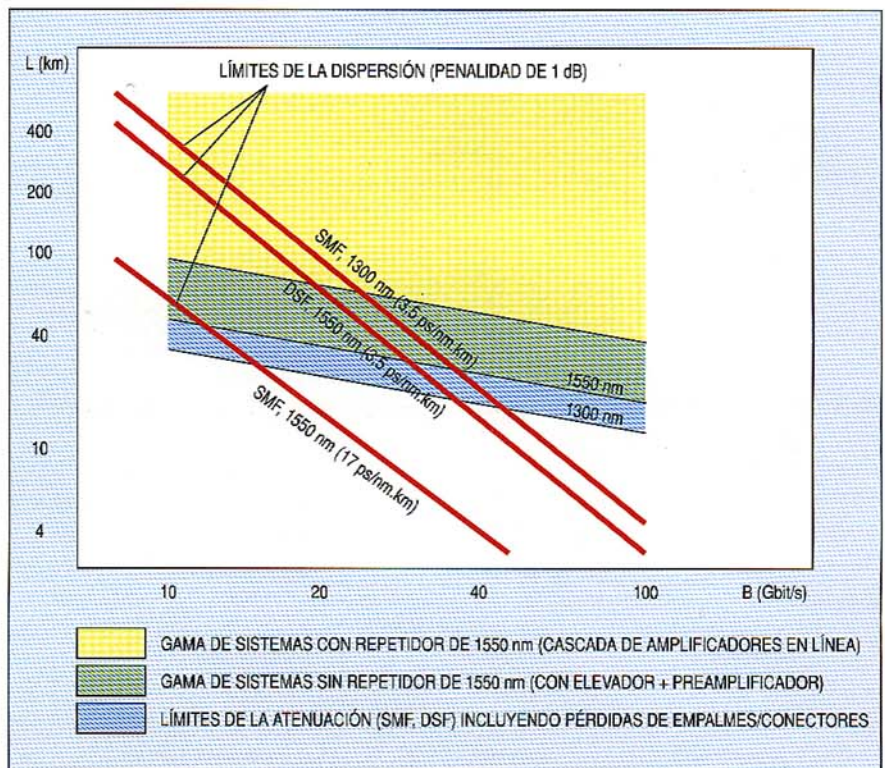 L (km)
LÍMITES DE LA DISPERSIÓN (PENALIDAD DE 1 dB)
400
200
100
40
10
4
SMF, 1300 nm (3,5 ps/nm.km)
DSF, 1550 nm (3,5 ps/nm.km)
SMF, 1550 nm (17 ps/nm.km)
1550 nm
1300 nm
10
20
40
100
B (Gbit/s)
GAMA DE SISTEMAS CON REPETIDOR DE 1550 nm (CASCADA DE AMPLIFICADORES EN LÍNEA)
GAMA DE SISTEMAS SIN REPETIDOR DE 1550 nm (CON ELEVADOR + PREAMPLIFICADOR)
LÍMITES DE LA ATENUACIÓN (SMF, DSF) INCLUYENDO PÉRDIDAS DE EMPALMES/CONECTORES